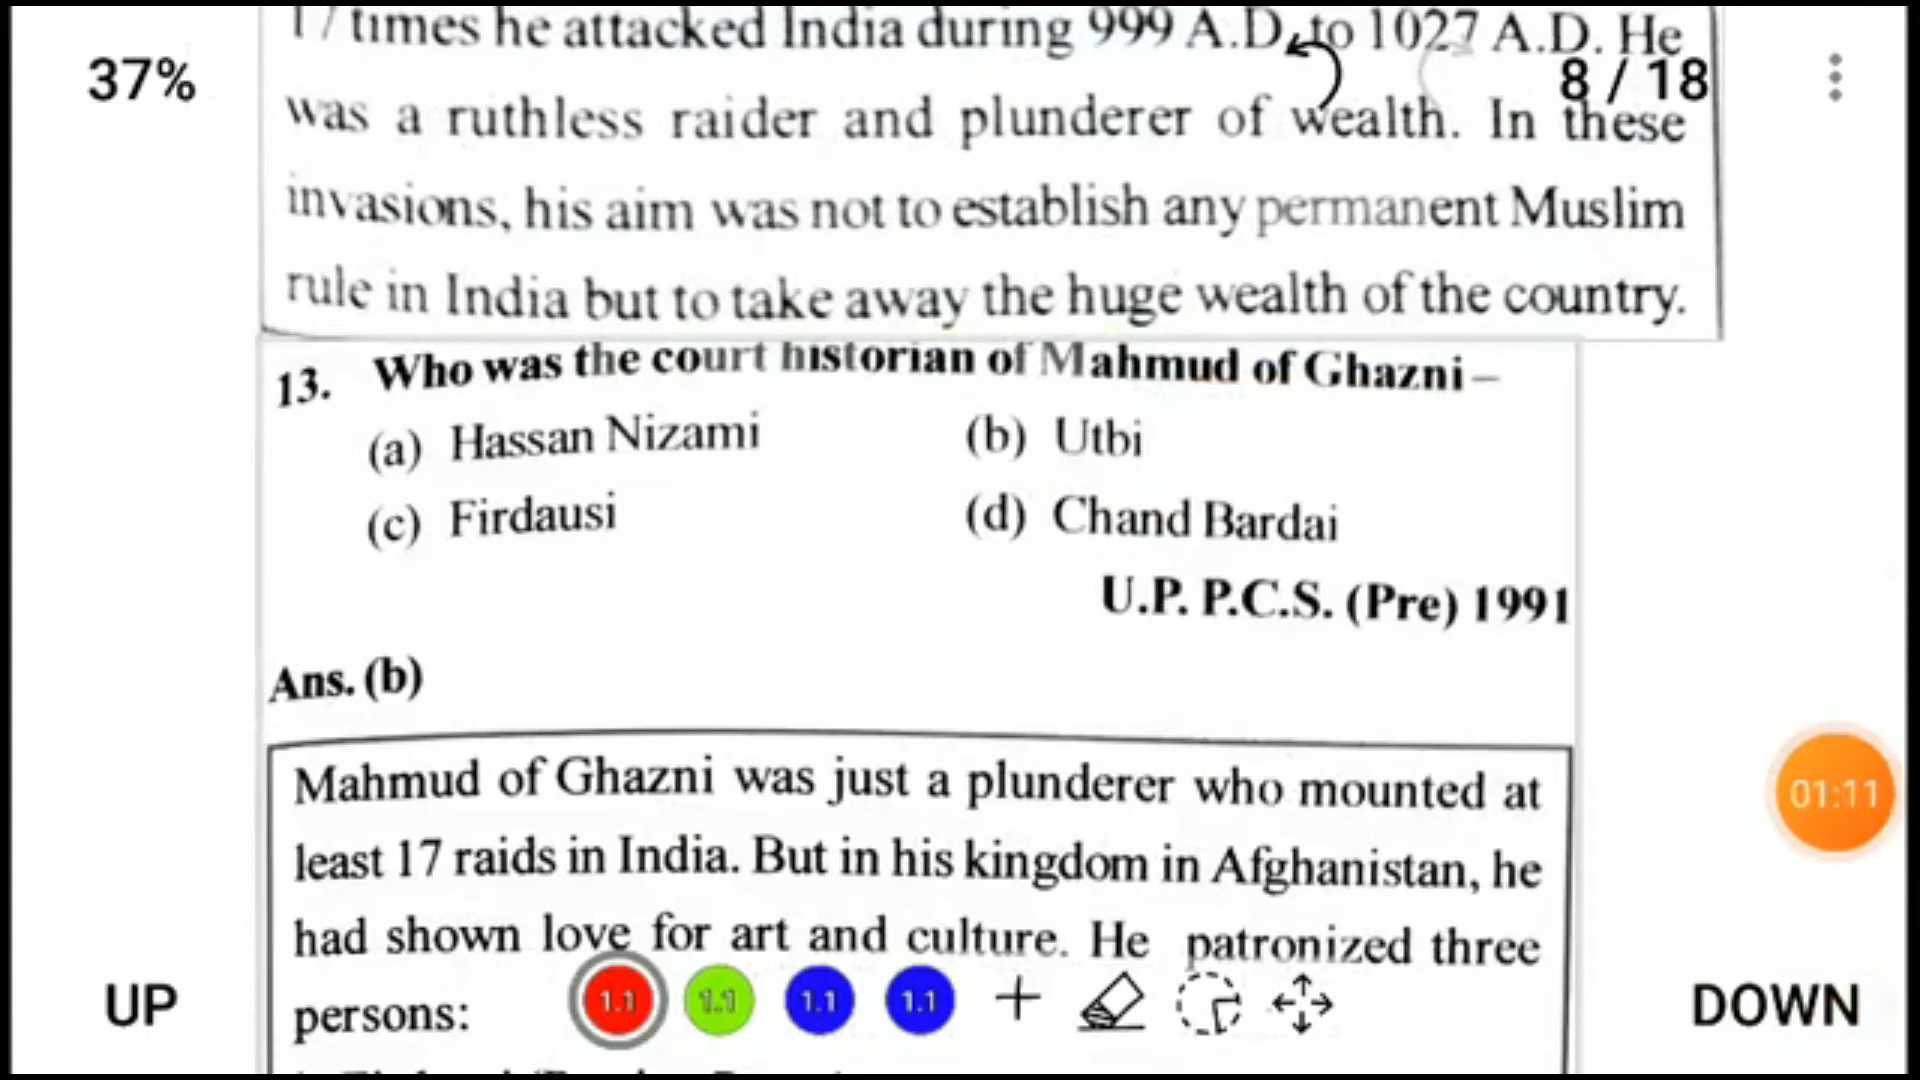 17 times he attacked India during 999 A.D. to 1027 A.D. He
37%
8 / 18
was a ruthless raider and plunderer of wealth. In these
invasions, his aim was not to establish any permanent Muslim
rule in India but to take away the huge wealth of the country.
13. Who was the court historian of Mahmud of Ghazni –
(a) Hassan Nizami (b) Utbi
(c) Firdausi (d) Chand Bardai
U.P. P.C.S. (Pre) 1991
Ans. (b)
Mahmud of Ghazni was just a plunderer who mounted at
01:11
least 17 raids in India. But in his kingdom in Afghanistan, he
had shown love for art and culture. He patronized three
persons:
1.1 1.1 1.1 1.1
UP
DOWN